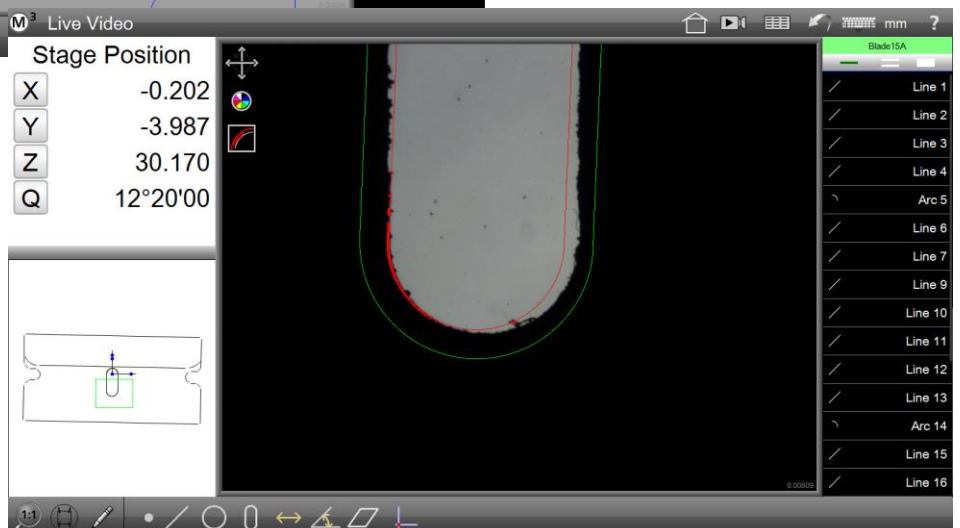 M3 Live Video
mm ?
Stage Position
X -0.202
Y -3.987
Z 30.170
Q 12°20'00
Blade15A
Line 1
Line 2
Line 3
Line 4
Arc 5
Line 6
Line 7
Line 9
Line 10
Line 11
Line 12
Line 13
Arc 14
Line 15
Line 16
0.00809
1:1